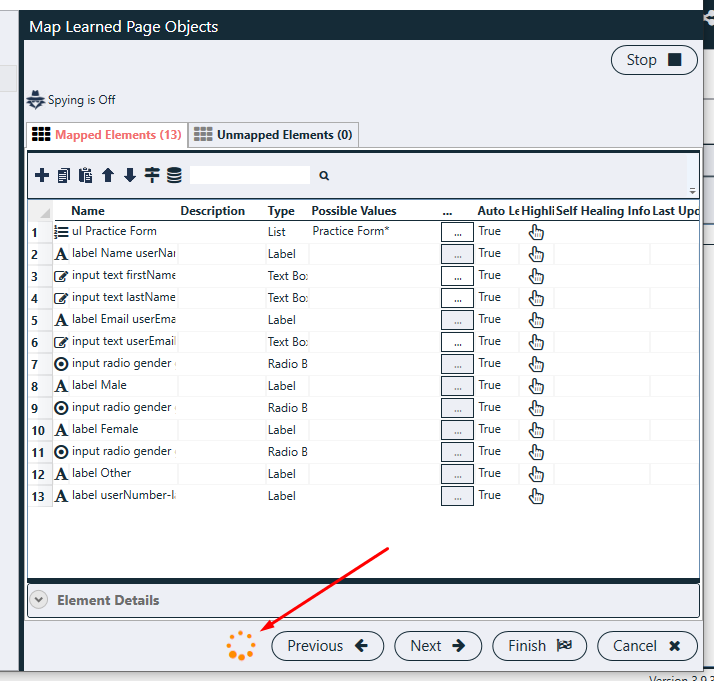 Map Learned Page Objects
Stop
Spying is Off
Mapped Elements (13) Unmapped Elements (0)
Name Description Type Possible Values ... Auto Le Highli Self Healing Info Last Upd
1 ul Practice Form List Practice Form* ... True
2 A label Name userNar Label ... True
3 input text firstName Text Bo: ... True
4 input text lastName Text Bo: ... True
5 A label Email userEma Label ... True
6 input text userEmail Text Bo: ... True
7 input radio gender Radio B ... True
8 A label Male Label ... True
9 input radio gender Radio B ... True
10 A label Female Label ... True
11 input radio gender Radio B ... True
12 A label Other Label ... True
13 A label userNumber-l Label ... True
Element Details
Previous Next Finish Cancel